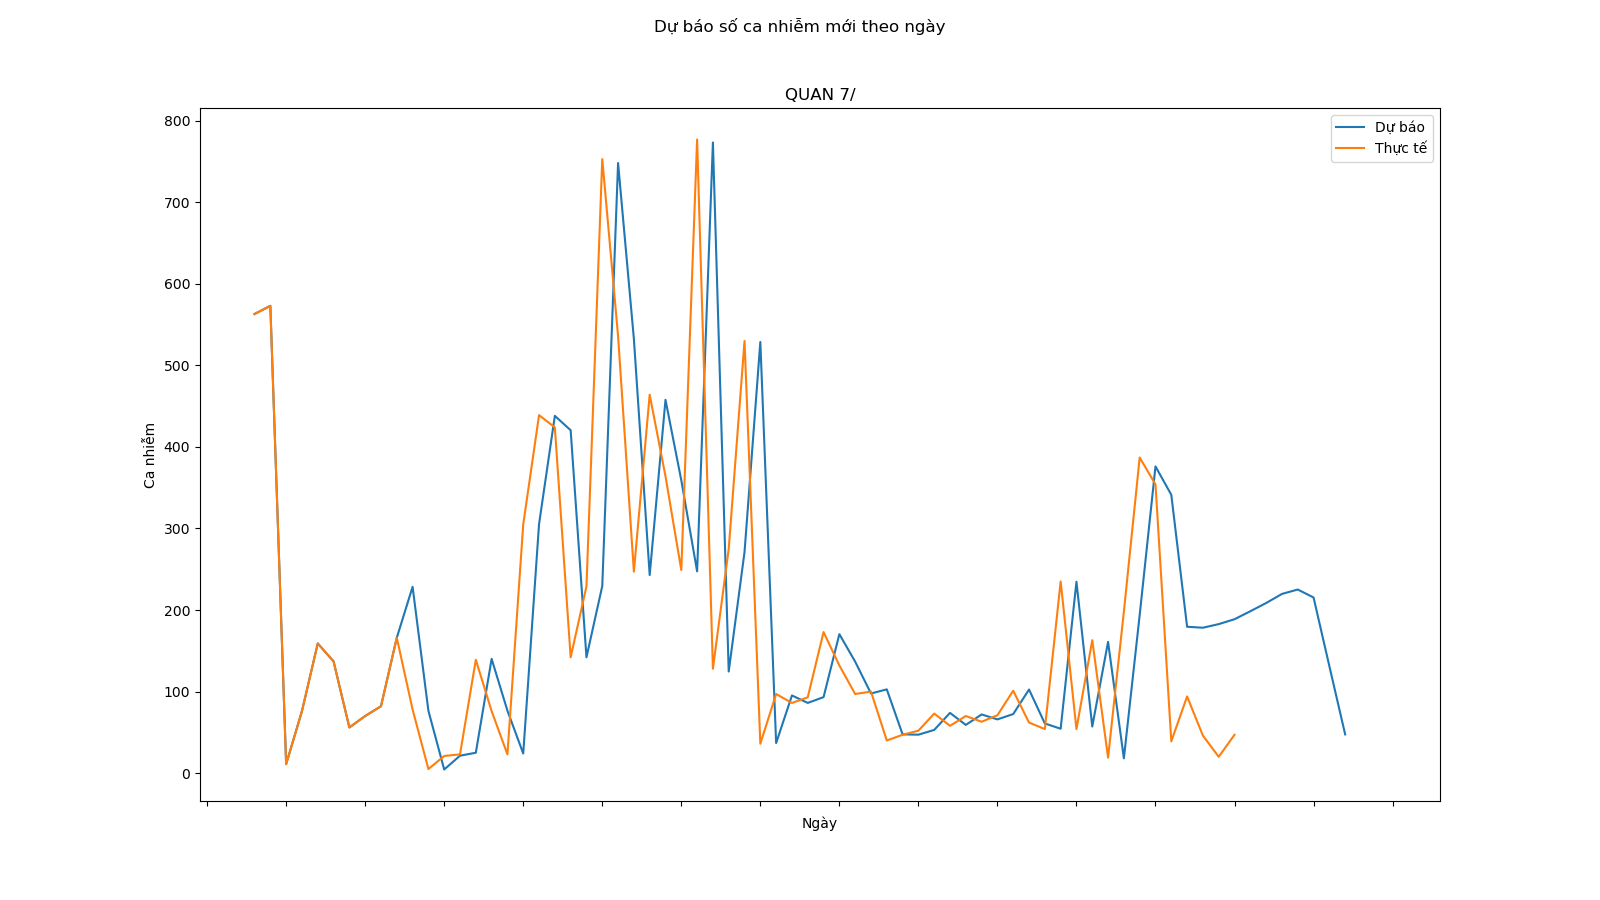 Dự báo số ca nhiễm mới theo ngày
QUAN 7/
Dự báo
Thực tế
800
700
600
500
400
300
200
100
0
Ca nhiễm
Ngày